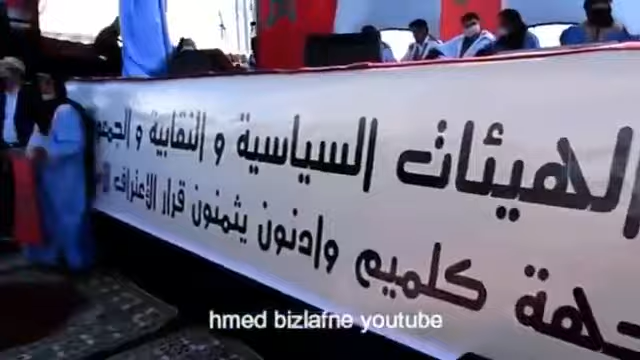 الهيئات السياسية و النقابية و
جهة كلميم وادنون يثمنون قرار الاعتراف
hmed bizlafne youtube